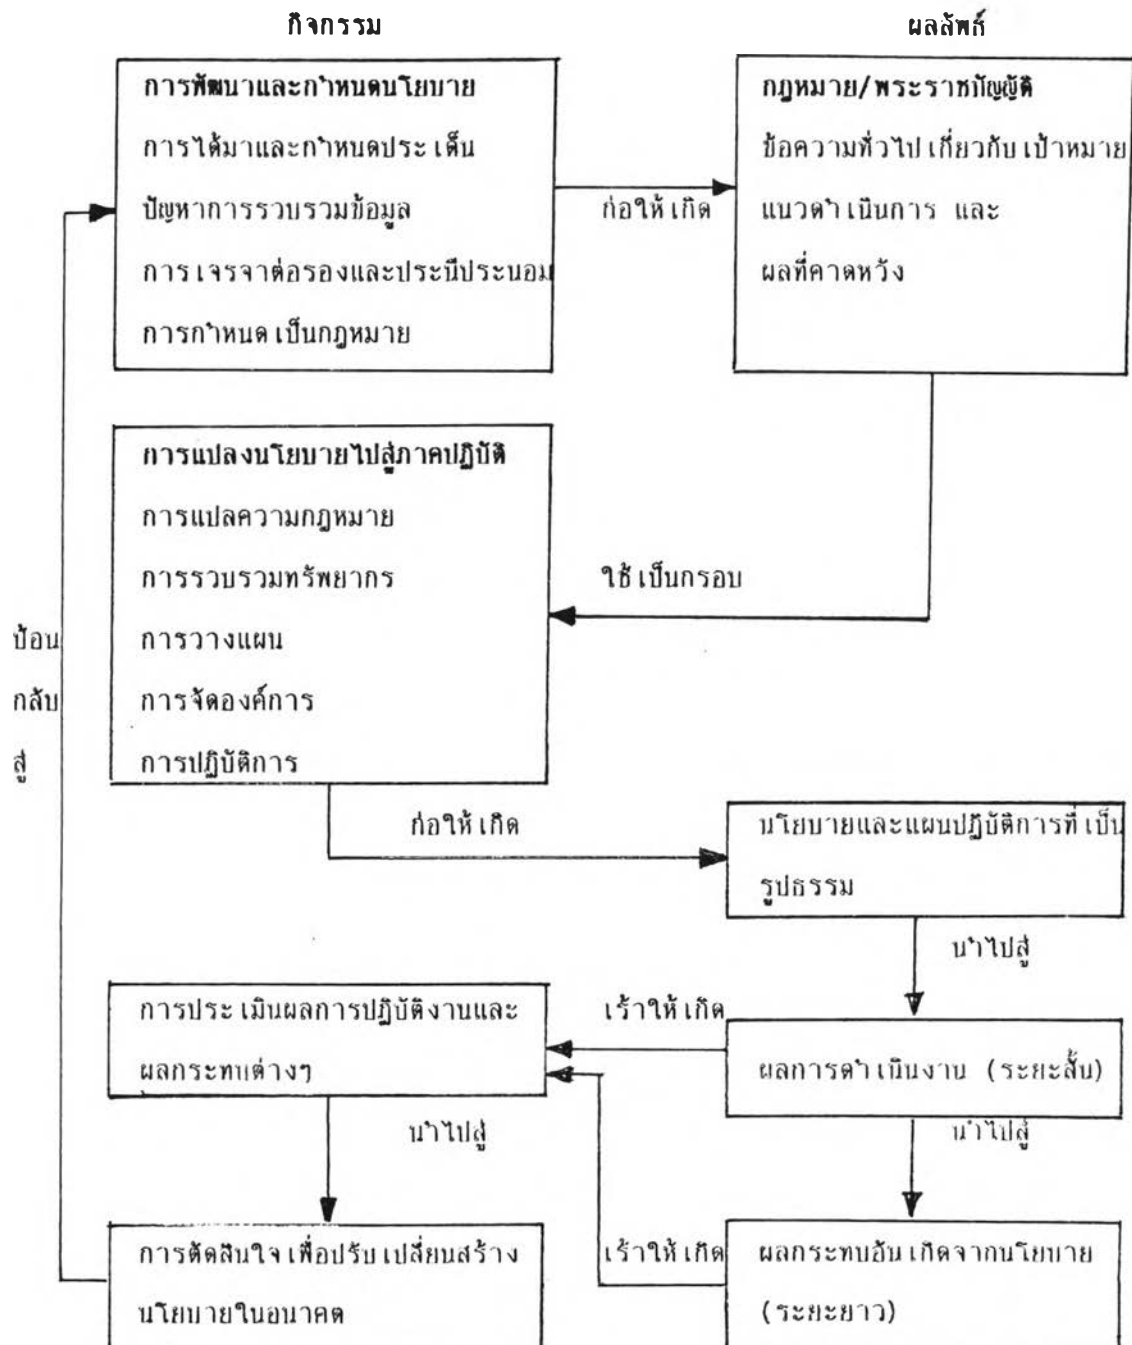 กิจกรรม
ผลลัพธ์
การพัฒนาและกำหนดนโยบาย
การได้มาและกำหนดประเด็น
ปัญหาการรวบรวมข้อมูล
การเจรจาต่อรองและประนีประนอม
การกำหนดเป็นกฎหมาย
ก่อให้เกิด
กฎหมาย/พระราชบัญญัติ
ข้อความทั่วไปเกี่ยวกับเป้าหมาย
แนวดำเนินการ และ
ผลที่คาดหวัง
การแปลงนโยบายไปสู่ภาคปฏิบัติ
การแปลความกฎหมาย
การรวบรวมทรัพยากร
การวางแผน
การจัดองค์การ
การปฏิบัติการ
ใช้เป็นกรอบ
ป้อน
กลับ
สู่
ก่อให้เกิด
นโยบายและแผนปฏิบัติการที่เป็น
รูปธรรม
นำไปสู่
การประเมินผลการปฏิบัติงานและ
ผลกระทบต่างๆ
เร้าให้เกิด
ผลการดำเนินงาน (ระยะสั้น)
นำไปสู่
นำไปสู่
การตัดสินใจเพื่อปรับเปลี่ยนสร้าง
นโยบายในอนาคต
เร้าให้เกิด
ผลกระทบอันเกิดจากนโยบาย
(ระยะยาว)